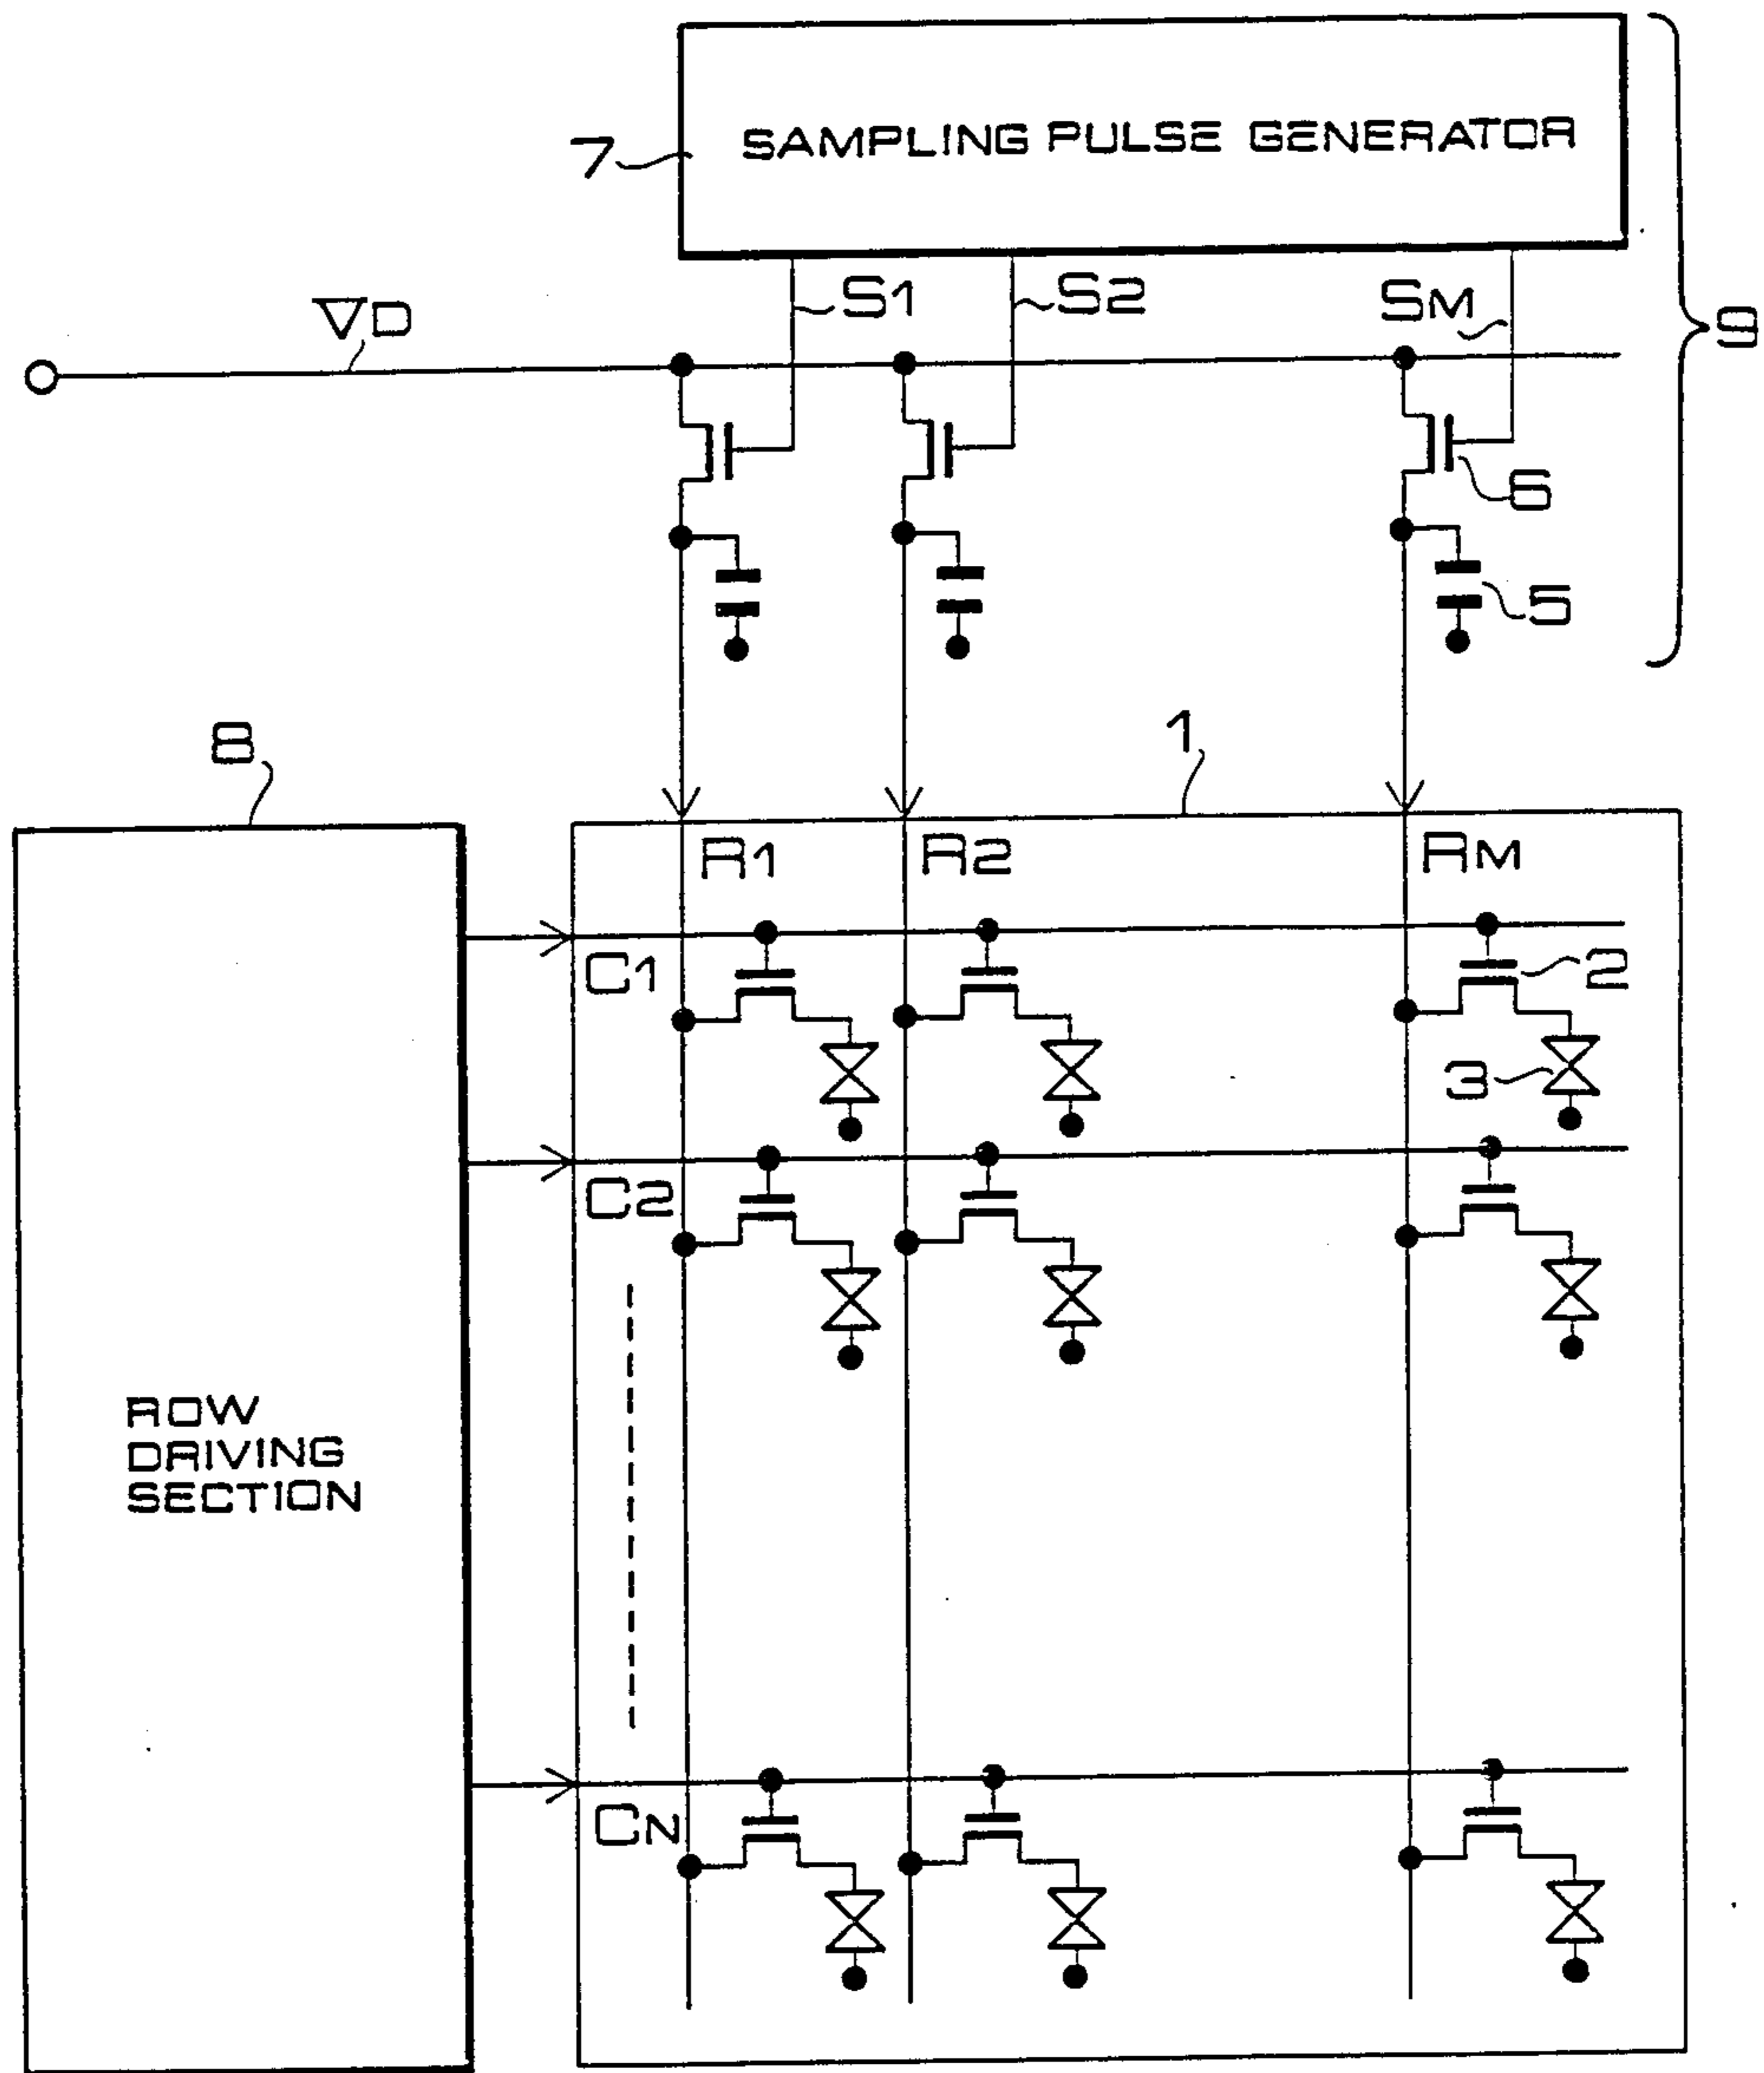 SAMPLING PULSE GENERATOR
7
9
S1
S2
SM
VD
6
5
8
1
R1
R2
RM
C1
2
3
C2
ROW
DRIVING
SECTION
CN